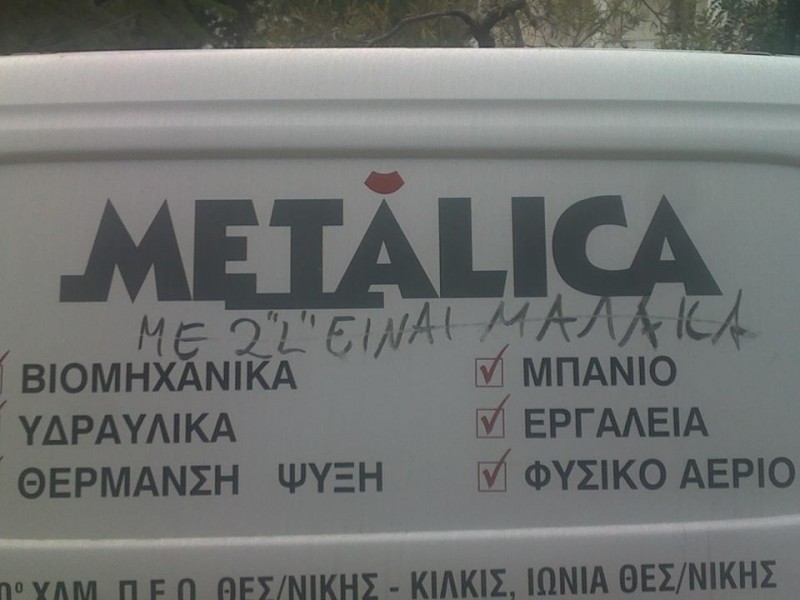 METALICA
ΜΕ 2 "L" ΕΙΝΑΙ ΜΑΛΑΚΑ
ΒΙΟΜΗΧΑΝΙΚΑ
ΥΔΡΑΥΛΙΚΑ
ΘΕΡΜΑΝΣΗ ΨΥΞΗ
ΜΠΑΝΙΟ
ΕΡΓΑΛΕΙΑ
ΦΥΣΙΚΟ ΑΕΡΙΟ
ΧΛΜ. Π.Ε.Ο. ΘΕΣ/ΝΙΚΗΣ - ΚΙΛΚΙΣ, ΙΩΝΙΑ ΘΕΣ/ΝΙΚΗΣ